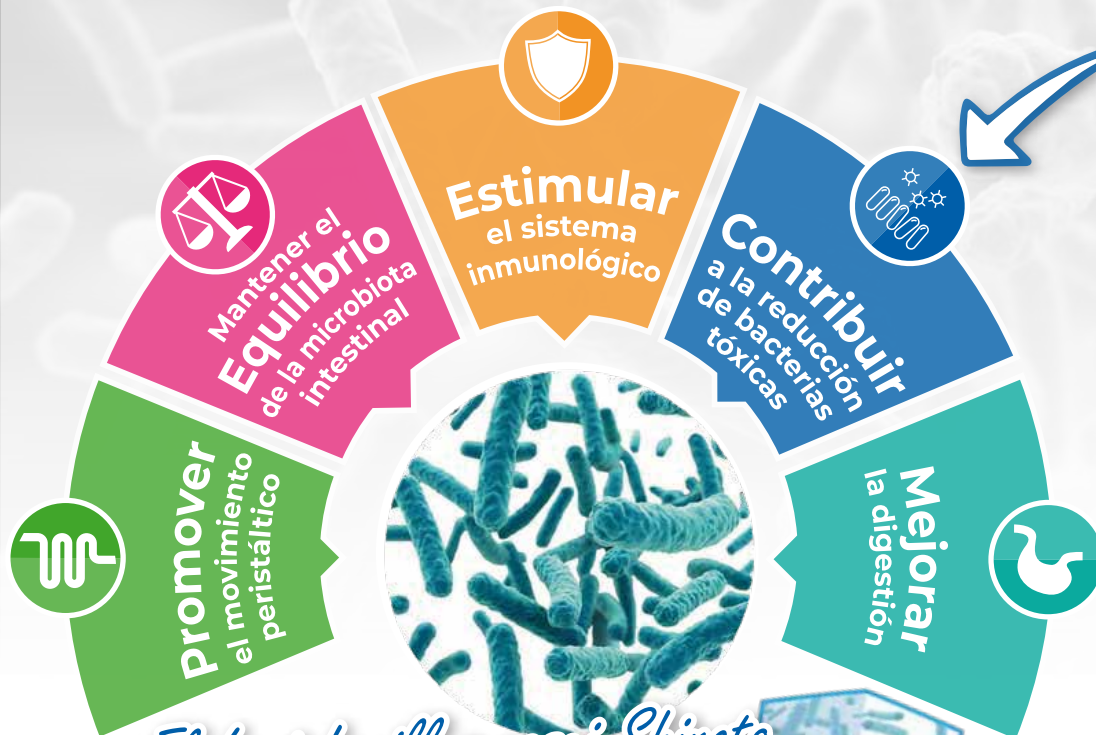 Promover
el movimiento
peristáltico
Mantener el
Equilibrio
de la microbiota
intestinal
Estimular
el sistema
inmunológico
Contribuir
a la reducción
de bacterias
tóxicas
Mejorar
la digestión
Shirota